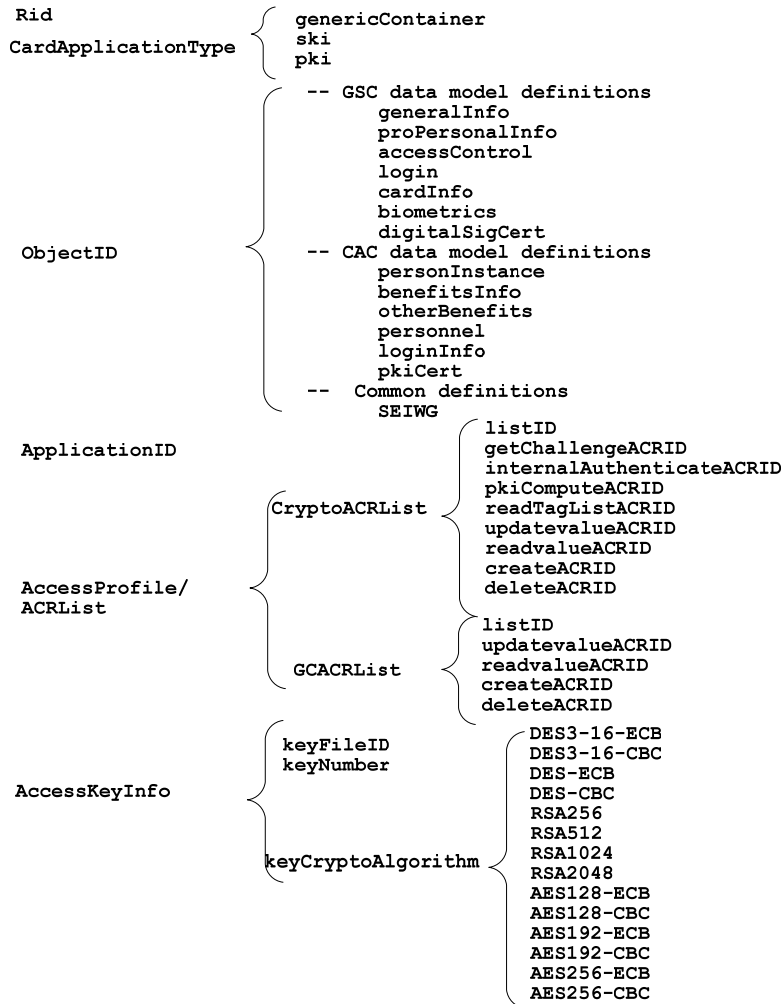 Rid
CardApplicationType
genericContainer
ski
pki
ObjectID
-- GSC data model definitions
generalInfo
proPersonalInfo
accessControl
login
cardInfo
biometrics
digitalSigCert
-- CAC data model definitions
personInstance
benefitsInfo
otherBenefits
personnel
loginInfo
pkiCert
-- Common definitions
SEIWG
ApplicationID
AccessProfile/
ACRList
CryptoACRList
listID
getChallengeACRID
internalAuthenticateACRID
pkiComputeACRID
readTagListACRID
updatevalueACRID
readvalueACRID
createACRID
deleteACRID
GCACRList
listID
updatevalueACRID
readvalueACRID
createACRID
deleteACRID
AccessKeyInfo
keyFileID
keyNumber
keyCryptoAlgorithm
DES3-16-ECB
DES3-16-CBC
DES-ECB
DES-CBC
RSA256
RSA512
RSA1024
RSA2048
AES128-ECB
AES128-CBC
AES192-ECB
AES192-CBC
AES256-ECB
AES256-CBC